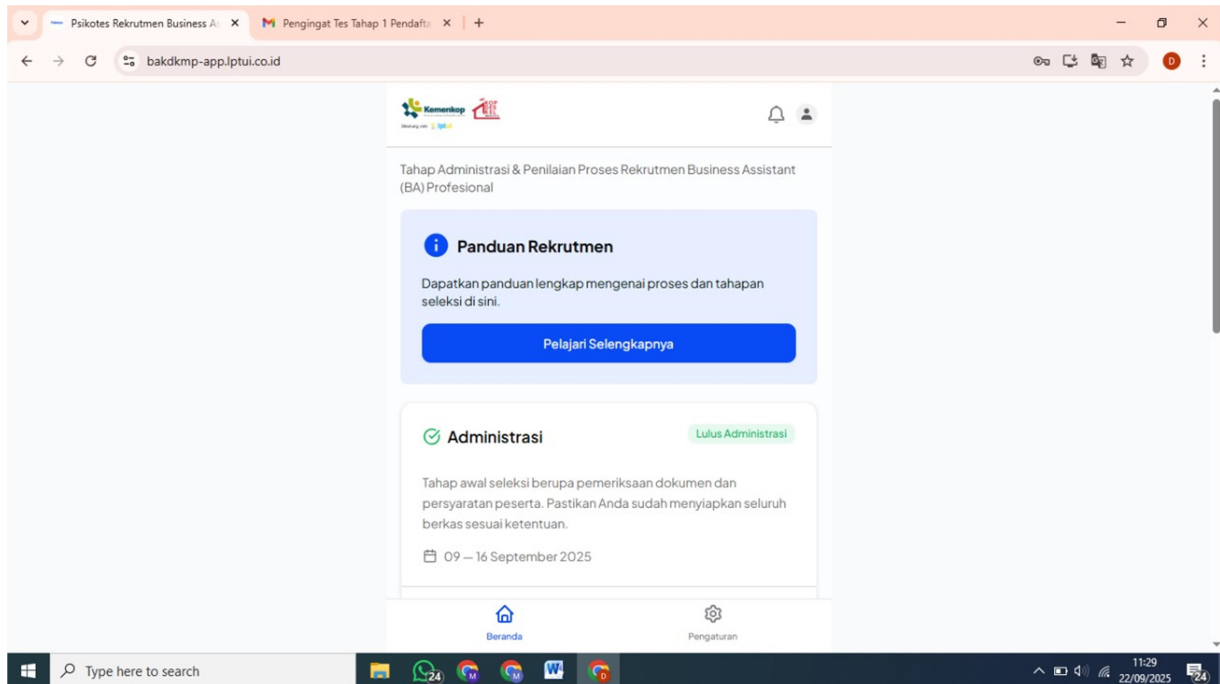 Psikotes Rekrutmen Business A
Pengingat Tes Tahap 1 Pendafta
bakdkmp-app.lptui.co.id
D
Kemenkop
KOP
DES
Tahap Administrasi & Penilaian Proses Rekrutmen Business Assistant
(BA) Profesional
Panduan Rekrutmen
Dapatkan panduan lengkap mengenai proses dan tahapan
seleksi di sini.
Pelajari Selengkapnya
Administrasi
Lulus Administrasi
Tahap awal seleksi berupa pemeriksaan dokumen dan
persyaratan peserta. Pastikan Anda sudah menyiapkan seluruh
berkas sesuai ketentuan.
09 — 16 September 2025
Beranda
Pengaturan
Type here to search
24
11:29
22/09/2025
24